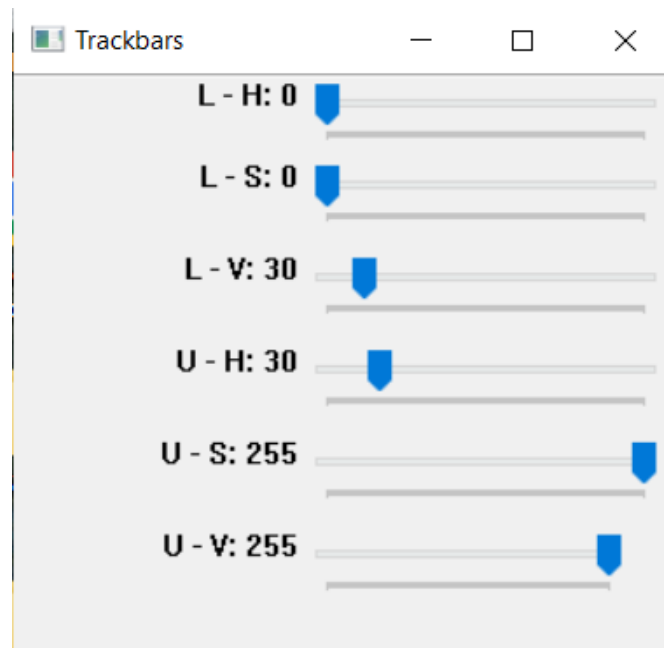 Trackbars
L - H: 0
L - S: 0
L - V: 30
U - H: 30
U - S: 255
U - V: 255